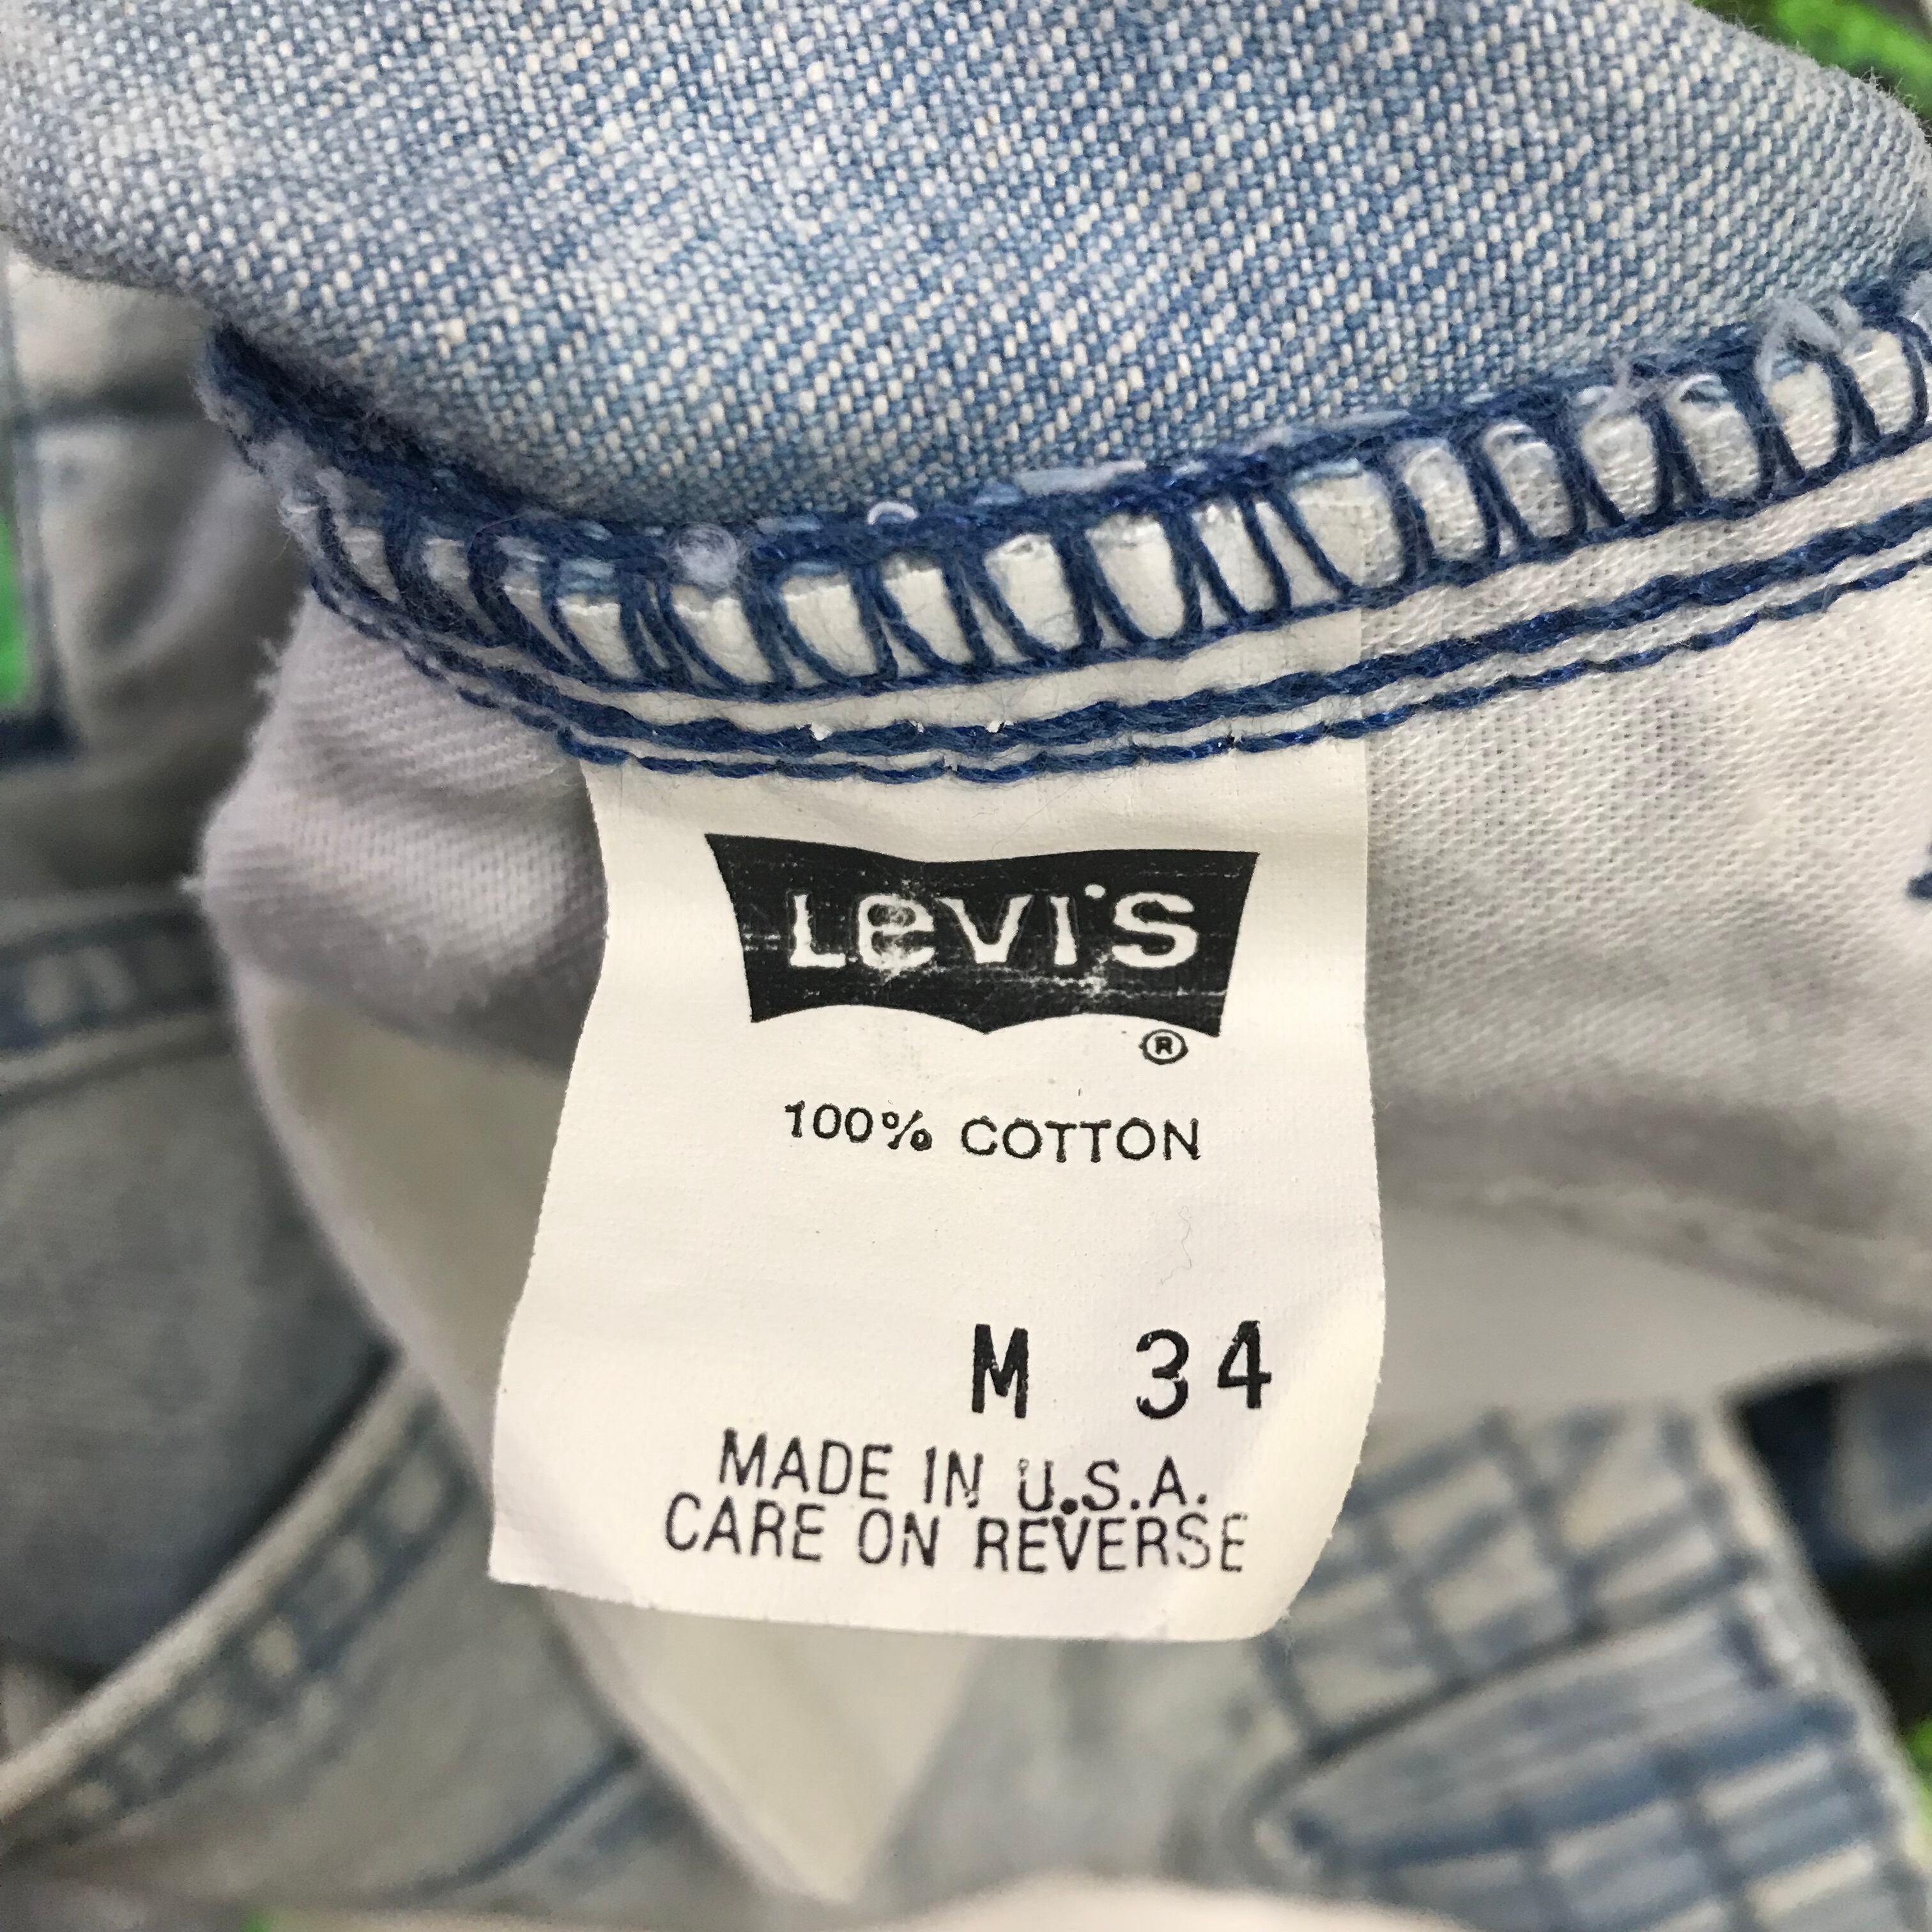 Levi's
®
100% COTTON
M 34
MADE IN U.S.A.
CARE ON REVERSE